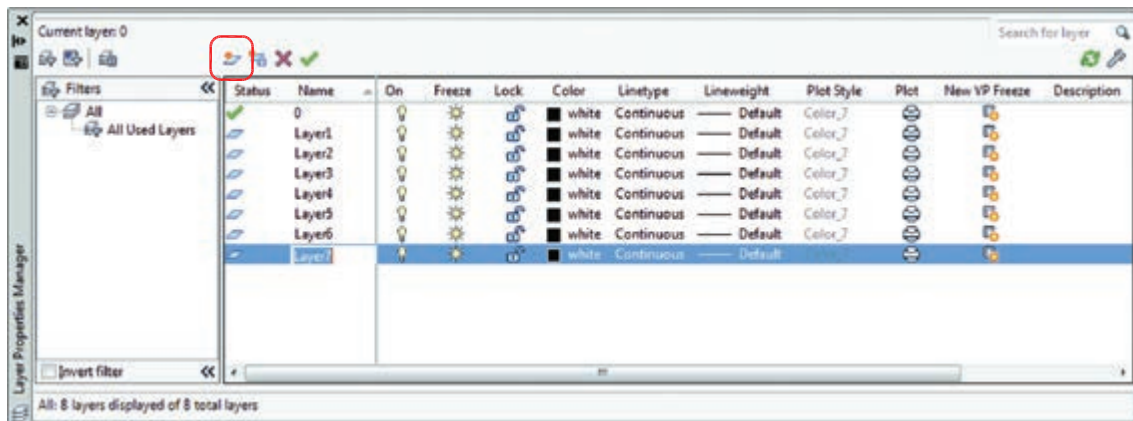 Current layer: 0
Search for layer
Filters
Status Name On Freeze Lock Color Linetype Lineweight Plot Style Plot New VP Freeze Description
All
All Used Layers
0 white Continuous Default Color_7
Layer1 white Continuous Default Color_7
Layer2 white Continuous Default Color_7
Layer3 white Continuous Default Color_7
Layer4 white Continuous Default Color_7
Layer5 white Continuous Default Color_7
Layer6 white Continuous Default Color_7
Layer7 white Continuous Default Color_7
Invert filter
All: 8 layers displayed of 8 total layers
Layer Properties Manager